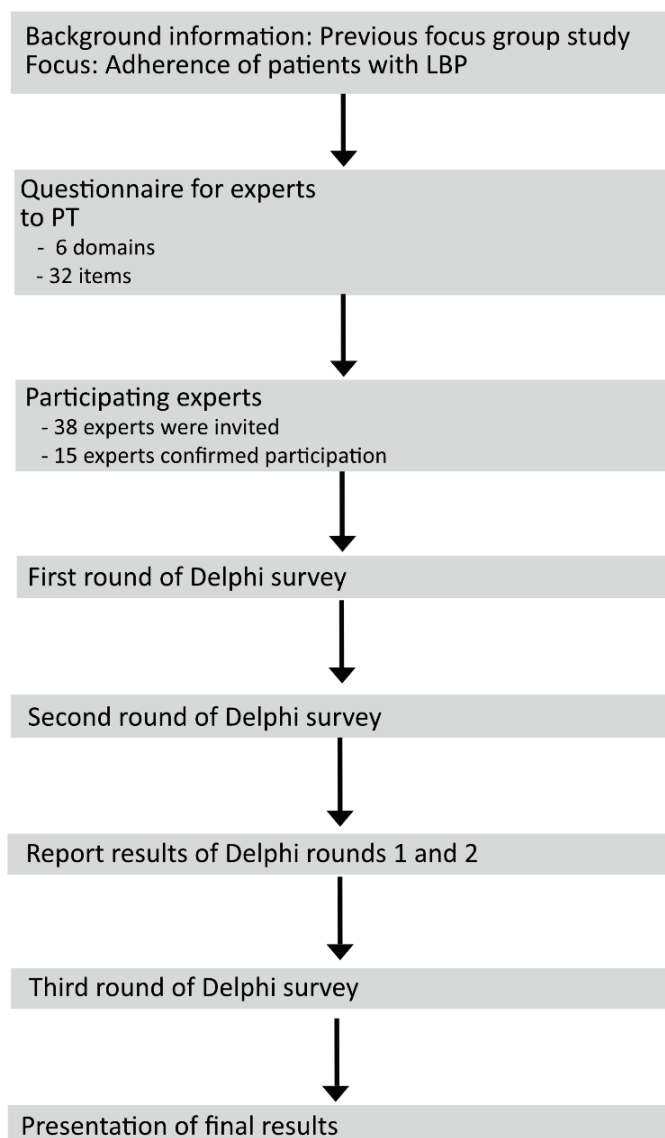 Background information: Previous focus group study
Focus: Adherence of patients with LBP
Questionnaire for experts
to PT
- 6 domains
- 32 items
Participating experts
- 38 experts were invited
- 15 experts confirmed participation
First round of Delphi survey
Second round of Delphi survey
Report results of Delphi rounds 1 and 2
Third round of Delphi survey
Presentation of final results